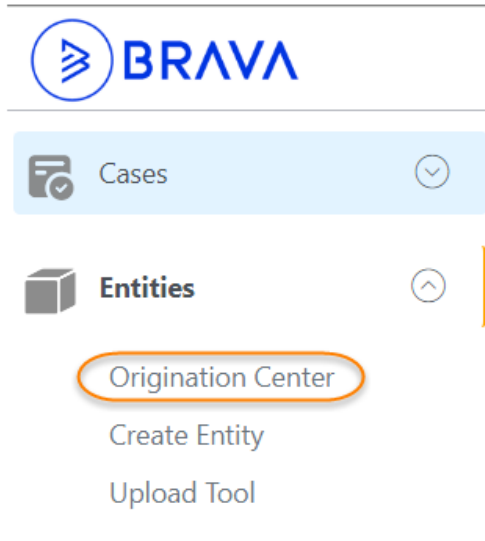 BRAVA
Cases
Entities
Origination Center
Create Entity
Upload Tool